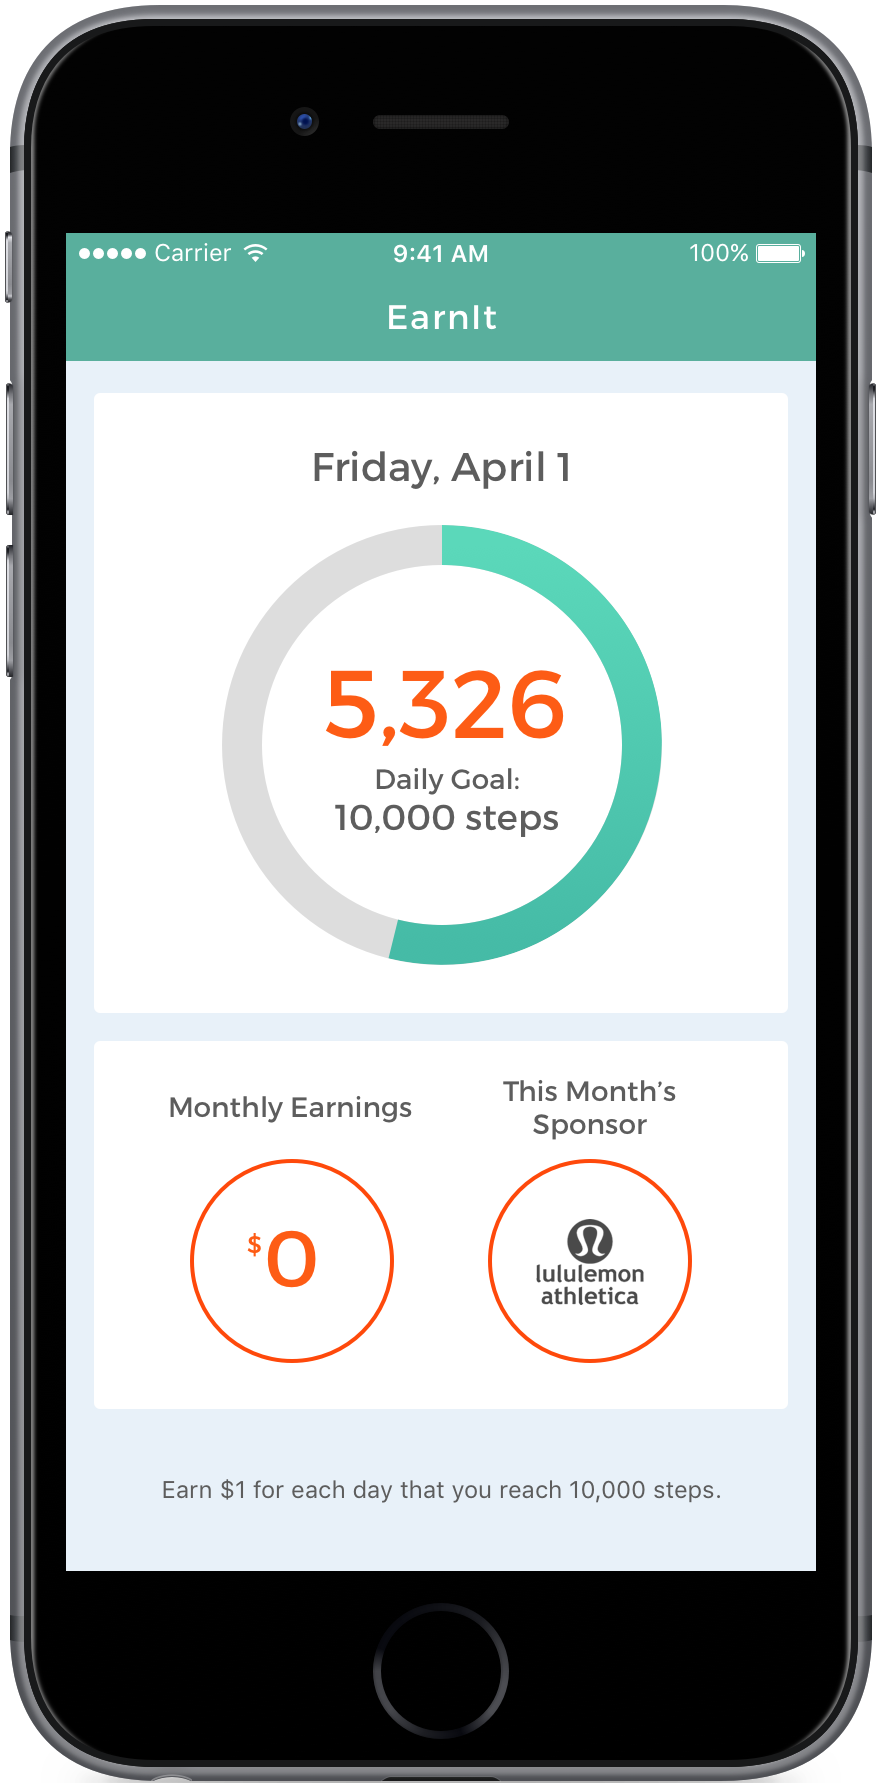 Carrier 9:41 AM 100%
EarnIt
Friday, April 1
5,326
Daily Goal:
10,000 steps
Monthly Earnings
$0
This Month’s
Sponsor
lululemon
athletica
Earn $1 for each day that you reach 10,000 steps.